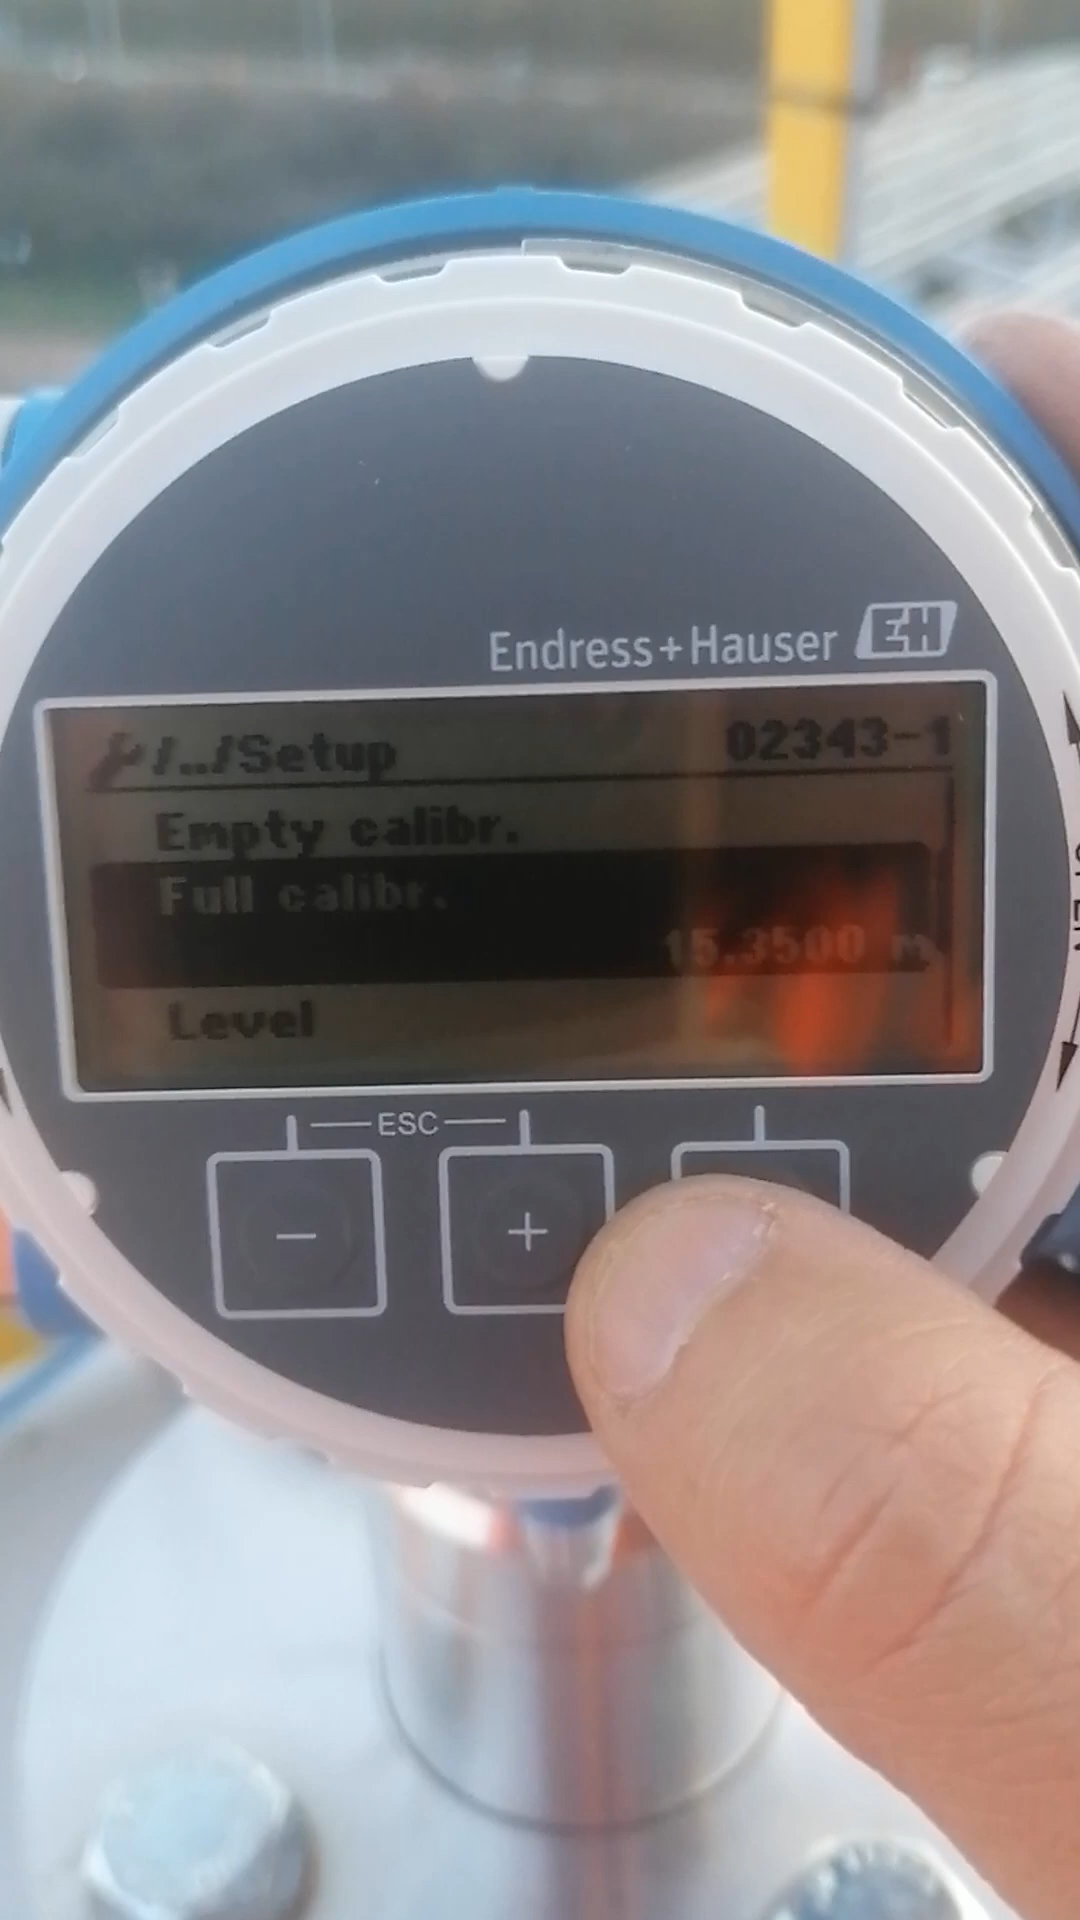 Endress+Hauser EH
/../Setup 02343-1
Empty calibr.
Full calibr.
15.3500 m
Level
ESC
- +